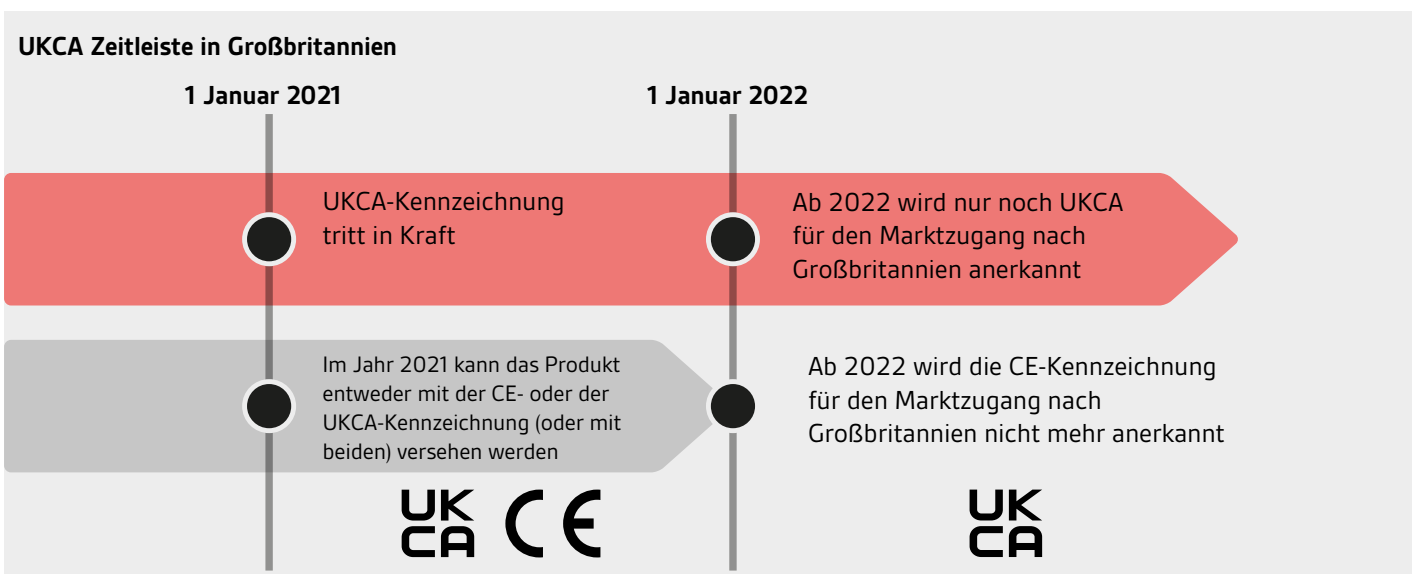 UKCA Zeitleiste in Großbritannien
1 Januar 2021
1 Januar 2022
UKCA-Kennzeichnung
tritt in Kraft
Ab 2022 wird nur noch UKCA
für den Marktzugang nach
Großbritannien anerkannt
Im Jahr 2021 kann das Produkt
entweder mit der CE- oder der
UKCA-Kennzeichnung (oder mit
beiden) versehen werden
Ab 2022 wird die CE-Kennzeichnung
für den Marktzugang nach
Großbritannien nicht mehr anerkannt
UK
CA
CE
UK
CA